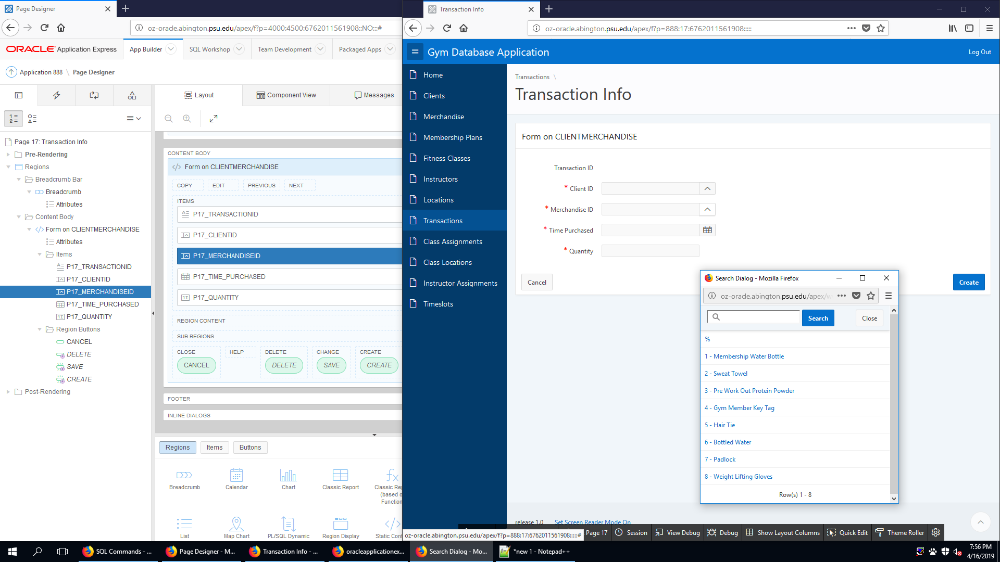 Page Designer
oz-oracle.abington.psu.edu/apex/f?p=4000:4500:6762011561908::NO:::#
ORACLE Application Express
App Builder
SQL Workshop
Team Development
Packaged Apps
Application 888 \ Page Designer
Layout
Component View
Messages
Page 17: Transaction Info
Pre-Rendering
Regions
Breadcrumb Bar
Breadcrumb
Attributes
Content Body
Form on CLIENTMERCHANDISE
Attributes
Items
P17_TRANSACTIONID
P17_CLIENTID
P17_MERCHANDISEID
P17_TIME_PURCHASED
P17_QUANTITY
Region Buttons
CANCEL
DELETE
SAVE
CREATE
Post-Rendering
CONTENT BODY
Form on CLIENTMERCHANDISE
COPY EDIT PREVIOUS NEXT
ITEMS
P17_TRANSACTIONID
P17_CLIENTID
P17_MERCHANDISEID
P17_TIME_PURCHASED
P17_QUANTITY
REGION CONTENT
SUB REGIONS
CLOSE HELP DELETE CHANGE CREATE
CANCEL DELETE SAVE CREATE
FOOTER
INLINE DIALOGS
Regions Items Buttons
Breadcrumb Calendar Chart Classic Report
List Map Chart PL/SQL Dynamic Region Display
Transaction Info
oz-oracle.abington.psu.edu/apex/f?p=888:17:6762011561908:::::
Gym Database Application
Log Out
Home
Clients
Merchandise
Membership Plans
Fitness Classes
Instructors
Locations
Transactions
Class Assignments
Class Locations
Instructor Assignments
Timeslots
Transactions \
Transaction Info
Form on CLIENTMERCHANDISE
Transaction ID
* Client ID
* Merchandise ID
* Time Purchased
* Quantity
Cancel
Create
Search Dialog - Mozilla Firefox
oz-oracle.abington.psu.edu/apex/w
Search
Close
%
1 - Membership Water Bottle
2 - Sweat Towel
3 - Pre Work Out Protein Powder
4 - Gym Member Key Tag
5 - Hair Tie
6 - Bottled Water
7 - Padlock
8 - Weight Lifting Gloves
Row(s) 1 - 8
release 1.0 Set Screen Reader Mode On
oz-oracle.abington.psu.edu/apex/f?p=888:17:6762011561908:::::#
Page 17 Session View Debug Debug Show Layout Columns Quick Edit Theme Roller
SQL Commands - ...
Page Designer - M...
Transaction Info - ...
oracleapplicationex...
Search Dialog - Mo...
*new 1 - Notepad++
7:56 PM
4/16/2019